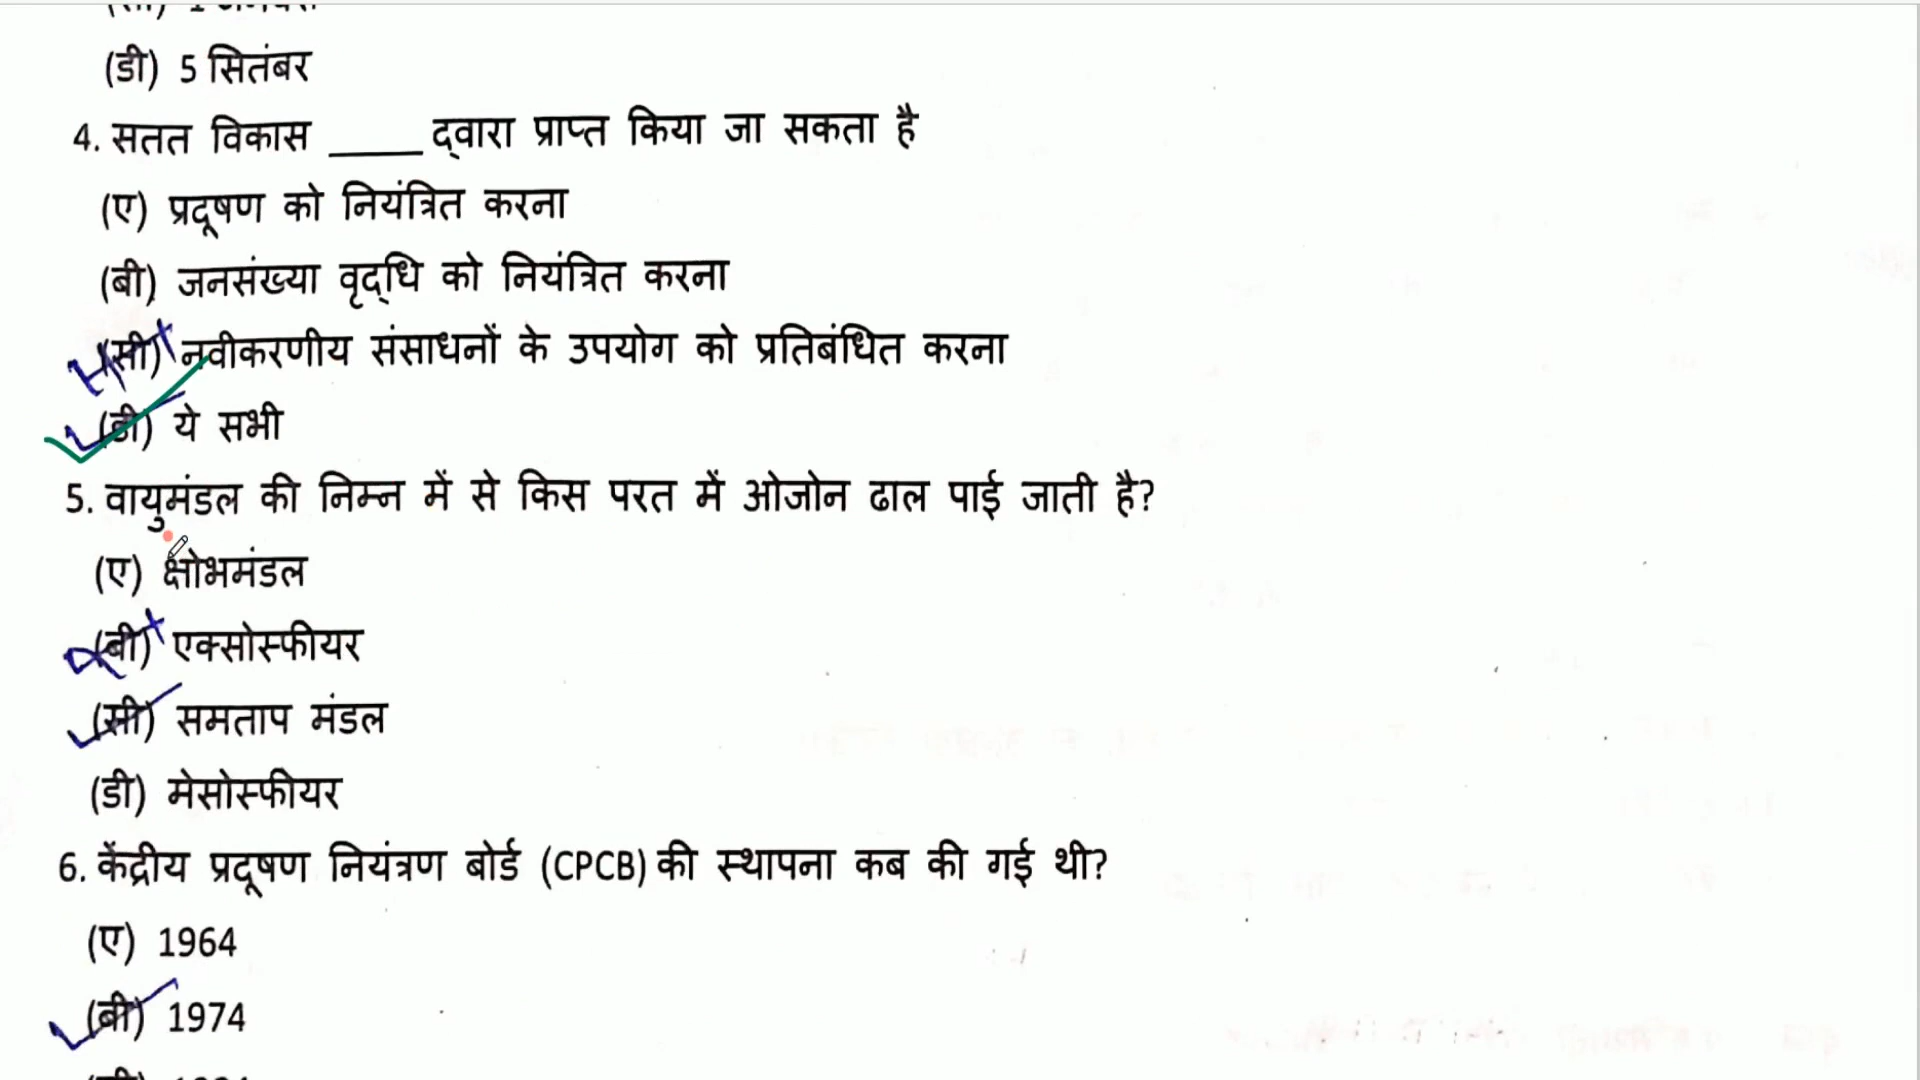 (डी) 5 सितंबर
4. सतत विकास _____ द्वारा प्राप्त किया जा सकता है
(ए) प्रदूषण को नियंत्रित करना
(बी) जनसंख्या वृद्धि को नियंत्रित करना
(सी) नवीकरणीय संसाधनों के उपयोग को प्रतिबंधित करना
(डी) ये सभी
5. वायुमंडल की निम्न में से किस परत में ओजोन ढाल पाई जाती है?
(ए) क्षोभमंडल
(बी) एक्सोस्फीयर
(सी) समताप मंडल
(डी) मेसोस्फीयर
6. केंद्रीय प्रदूषण नियंत्रण बोर्ड (CPCB) की स्थापना कब की गई थी?
(ए) 1964
(बी) 1974